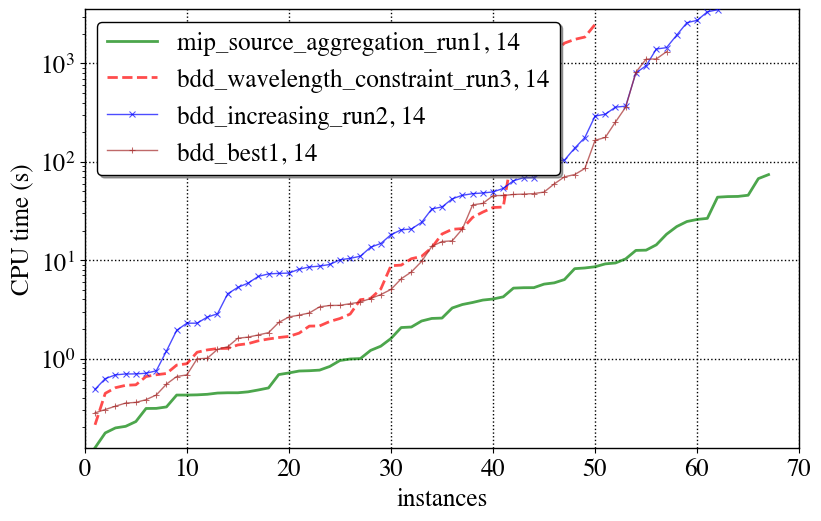 mip_source_aggregation_run1, 14
bdd_wavelength_constraint_run3, 14
bdd_increasing_run2, 14
bdd_best1, 14
CPU time (s)
10³
10²
10¹
10⁰
0 10 20 30 40 50 60 70
instances